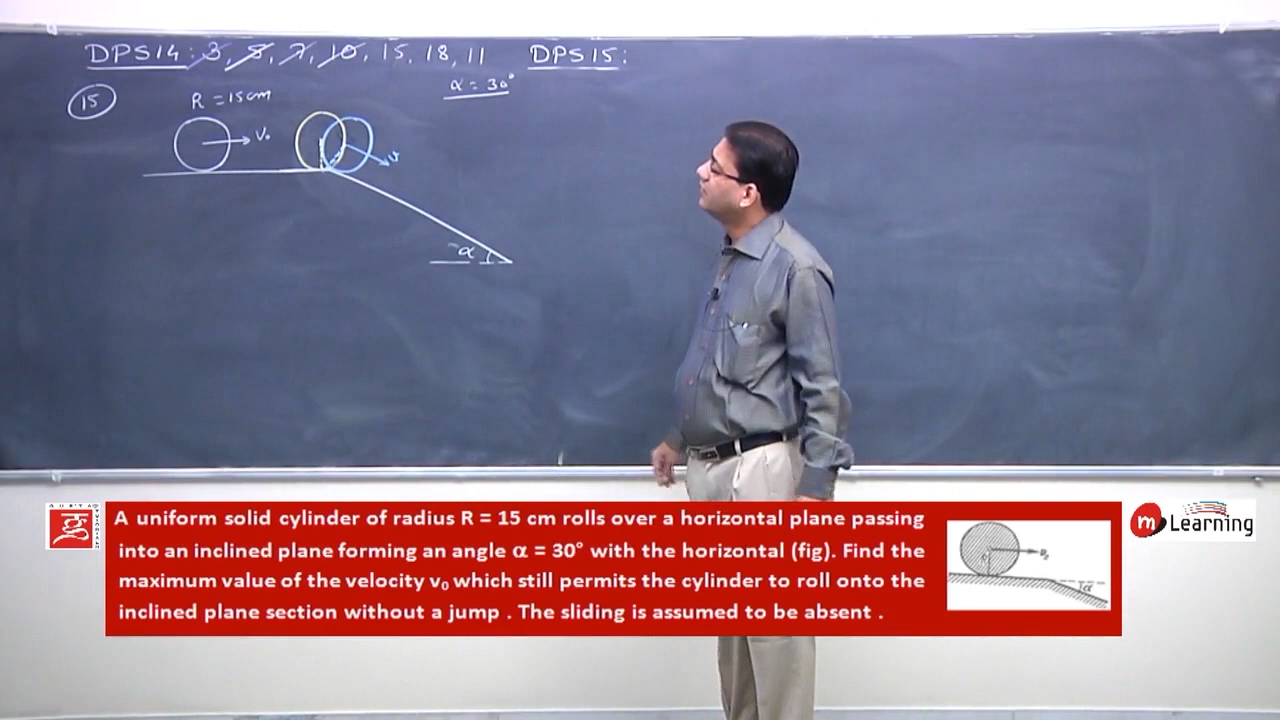 DPS14: 3, 8, 7, 10, 15, 18, 11 DPS15:
α = 30°
15
R = 15cm
V₀
v
α
A uniform solid cylinder of radius R = 15 cm rolls over a horizontal plane passing
into an inclined plane forming an angle α = 30° with the horizontal (fig). Find the
maximum value of the velocity v₀ which still permits the cylinder to roll onto the
inclined plane section without a jump . The sliding is assumed to be absent .
α
m Learning